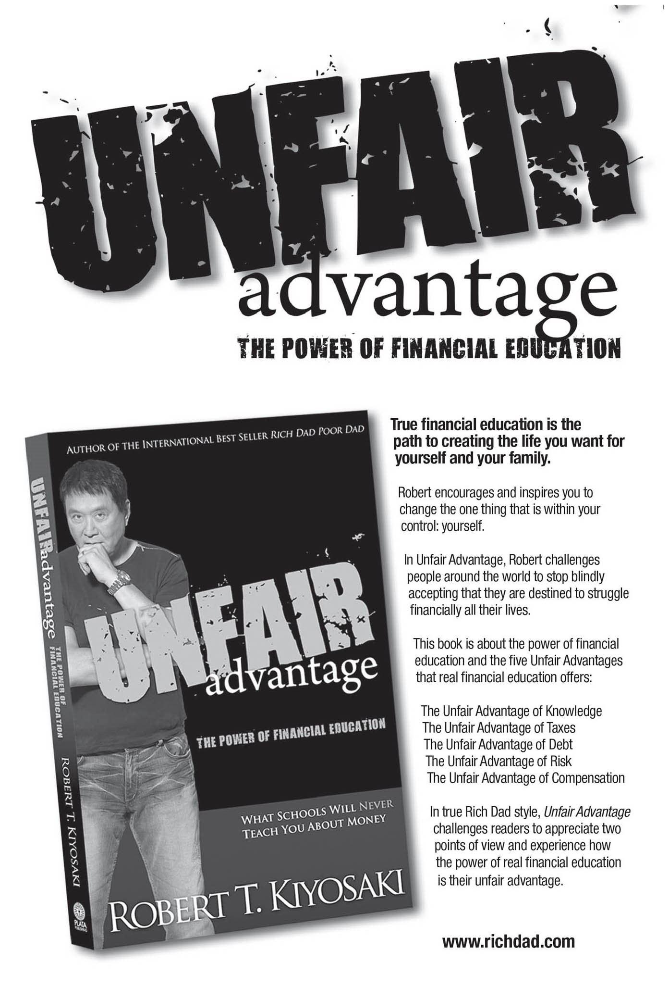 UNFAIR
advantage
THE POWER OF FINANCIAL EDUCATION
AUTHOR OF THE INTERNATIONAL BEST SELLER RICH DAD POOR DAD
UNFAIR
advantage
THE POWER OF FINANCIAL EDUCATION
WHAT SCHOOLS WILL NEVER
TEACH YOU ABOUT MONEY
ROBERT T. KIYOSAKI
UNFAIR advantage
THE POWER OF
FINANCIAL EDUCATION
ROBERT T. KIYOSAKI
PLATA
PUBLISHING
True financial education is the
path to creating the life you want for
yourself and your family.
Robert encourages and inspires you to
change the one thing that is within your
control: yourself.
In Unfair Advantage, Robert challenges
people around the world to stop blindly
accepting that they are destined to struggle
financially all their lives.
This book is about the power of financial
education and the five Unfair Advantages
that real financial education offers:
The Unfair Advantage of Knowledge
The Unfair Advantage of Taxes
The Unfair Advantage of Debt
The Unfair Advantage of Risk
The Unfair Advantage of Compensation
In true Rich Dad style, Unfair Advantage
challenges readers to appreciate two
points of view and experience how
the power of real financial education
is their unfair advantage.
www.richdad.com